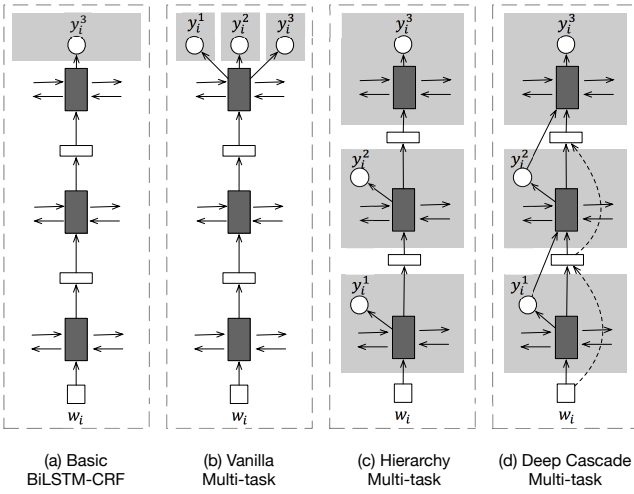 y_i^3
y_i^1 y_i^2 y_i^3
y_i^3
y_i^3
y_i^2
y_i^2
y_i^1
y_i^1
w_i
w_i
w_i
w_i
(a) Basic
BiLSTM-CRF
(b) Vanilla
Multi-task
(c) Hierarchy
Multi-task
(d) Deep Cascade
Multi-task